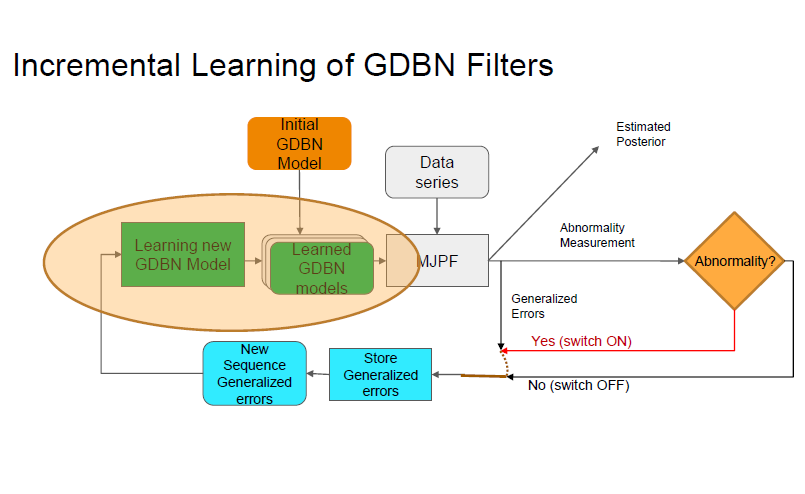 Incremental Learning of GDBN Filters
Initial
GDBN
Model
Data
series
Estimated
Posterior
Learning new
GDBN Model
Learned
GDBN
models
MJPF
Abnormality
Measurement
Abnormality?
Generalized
Errors
Yes (switch ON)
No (switch OFF)
New
Sequence
Generalized
errors
Store
Generalized
errors